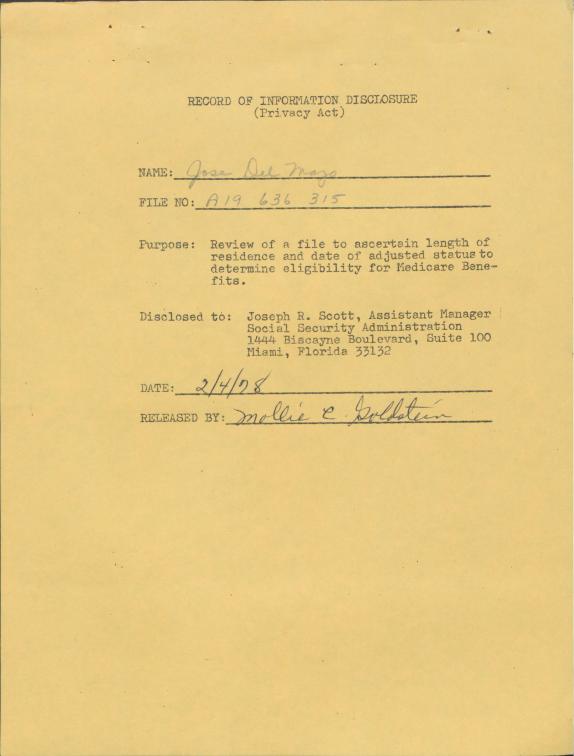 RECORD OF INFORMATION DISCLOSURE
(Privacy Act)
NAME: Jose Del Mazo
FILE NO: A19 636 315
Purpose: Review of a file to ascertain length of
residence and date of adjusted status to
determine eligibility for Medicare Bene-
fits.
Disclosed to: Joseph R. Scott, Assistant Manager
Social Security Administration
1444 Biscayne Boulevard, Suite 100
Miami, Florida 33132
DATE: 2/4/78
RELEASED BY: Mollie C. Goldstein